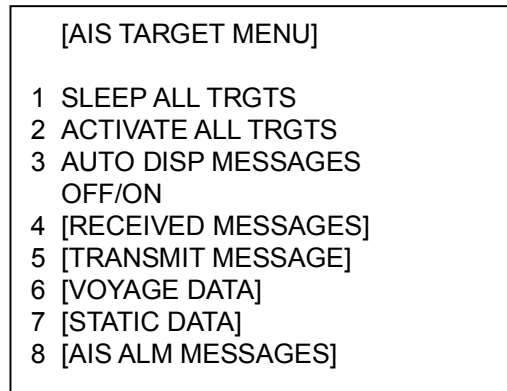 [AIS TARGET MENU]
1 SLEEP ALL TRGTS
2 ACTIVATE ALL TRGTS
3 AUTO DISP MESSAGES
OFF/ON
4 [RECEIVED MESSAGES]
5 [TRANSMIT MESSAGE]
6 [VOYAGE DATA]
7 [STATIC DATA]
8 [AIS ALM MESSAGES]